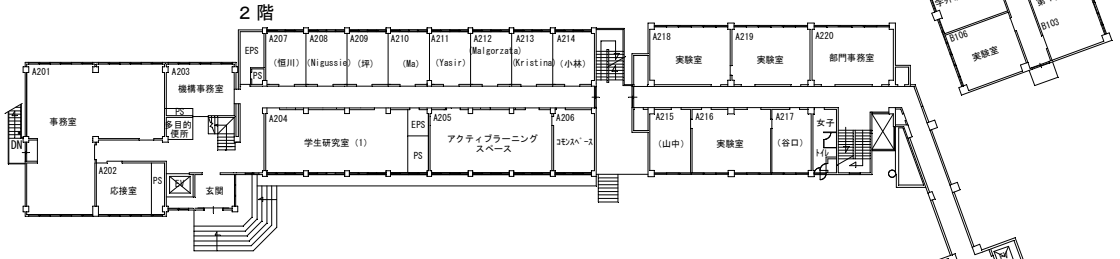 2 階
A201
事務室
DN
A202
応接室
PS
EV
玄関
A203
機構事務室
PS
多目的
便所
EPS
PS
A207
(恒川)
A208
(Nigussie)
A209
(坪)
A210
(Ma)
A211
(Yasir)
A212
(Malgorzata)
A213
(Kristina)
A214
(小林)
A204
学生研究室 (1)
EPS
PS
A205
アクティブラーニング
スペース
A206
コモンスペース
A218
実験室
A219
実験室
A220
部門事務室
A215
(山中)
A216
実験室
A217
(谷口)
女子
トイレ
B106
実験室
B103